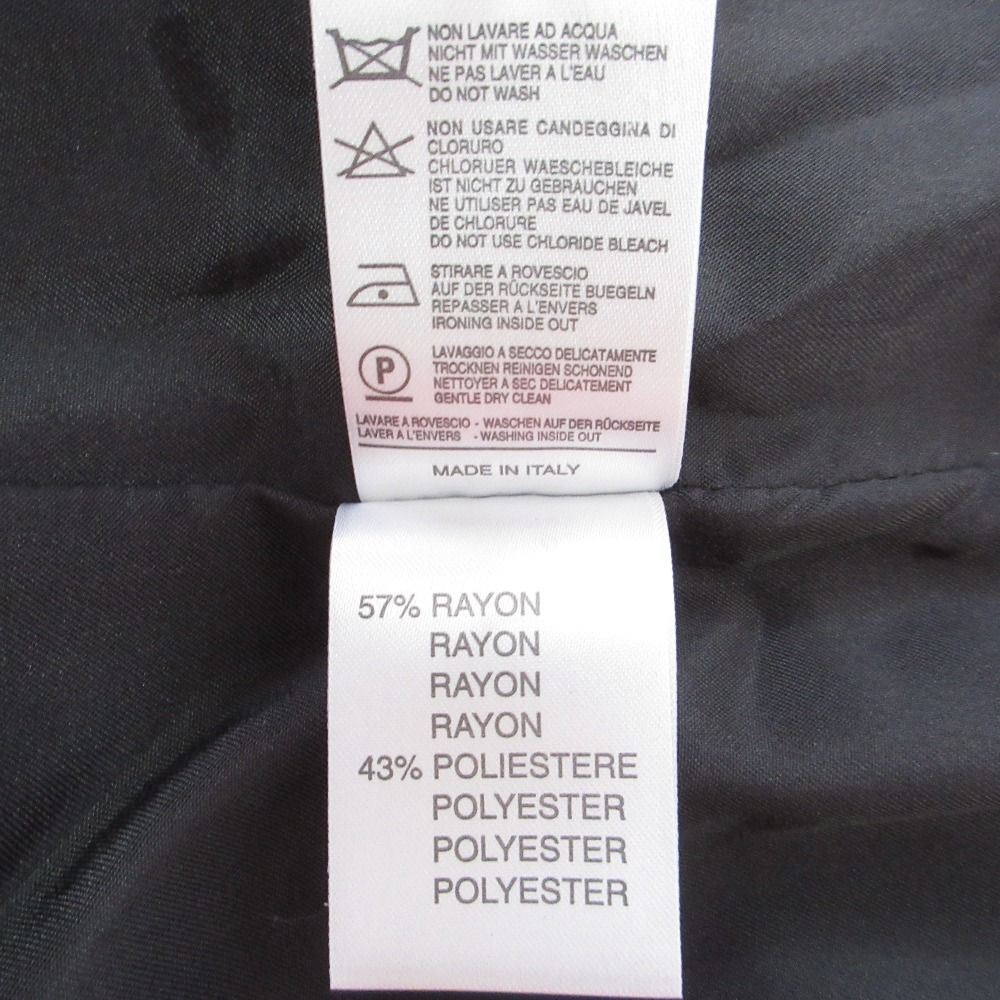 NON LAVARE AD ACQUA
NICHT MIT WASSER WASCHEN
NE PAS LAVER A L'EAU
DO NOT WASH
NON USARE CANDEGGINA DI
CLORURO
CHLORUER WAESCHEBLEICHE
IST NICHT ZU GEBRAUCHEN
NE UTILISER PAS EAU DE JAVEL
DE CHLORURE
DO NOT USE CHLORIDE BLEACH
STIRARE A ROVESCIO
AUF DER RÜCKSEITE BUEGELN
REPASSER A L'ENVERS
IRONING INSIDE OUT
P
LAVAGGIO A SECCO DELICATAMENTE
TROCKNEN REINIGEN SCHONEND
NETTOYER A SEC DELICATEMENT
GENTLE DRY CLEAN
LAVARE A ROVESCIO - WASCHEN AUF DER RÜCKSEITE
LAVER A L'ENVERS - WASHING INSIDE OUT
MADE IN ITALY
57% RAYON
RAYON
RAYON
RAYON
43% POLIESTERE
POLYESTER
POLYESTER
POLYESTER